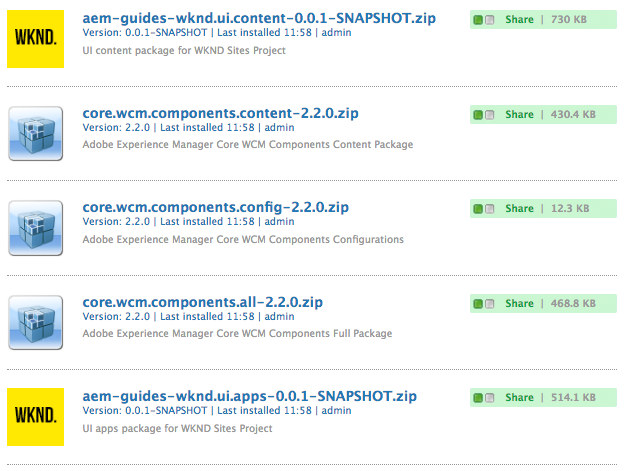 WKND.
aem-guides-wknd.ui.content-0.0.1-SNAPSHOT.zip
Version: 0.0.1-SNAPSHOT | Last installed 11:58 | admin
UI content package for WKND Sites Project
Share | 730 KB
core.wcm.components.content-2.2.0.zip
Version: 2.2.0 | Last installed 11:58 | admin
Adobe Experience Manager Core WCM Components Content Package
Share | 430.4 KB
core.wcm.components.config-2.2.0.zip
Version: 2.2.0 | Last installed 11:58 | admin
Adobe Experience Manager Core WCM Components Configurations
Share | 12.3 KB
core.wcm.components.all-2.2.0.zip
Version: 2.2.0 | Last installed 11:58 | admin
Adobe Experience Manager Core WCM Components Full Package
Share | 468.8 KB
WKND.
aem-guides-wknd.ui.apps-0.0.1-SNAPSHOT.zip
Version: 0.0.1-SNAPSHOT | Last installed 11:58 | admin
UI apps package for WKND Sites Project
Share | 514.1 KB